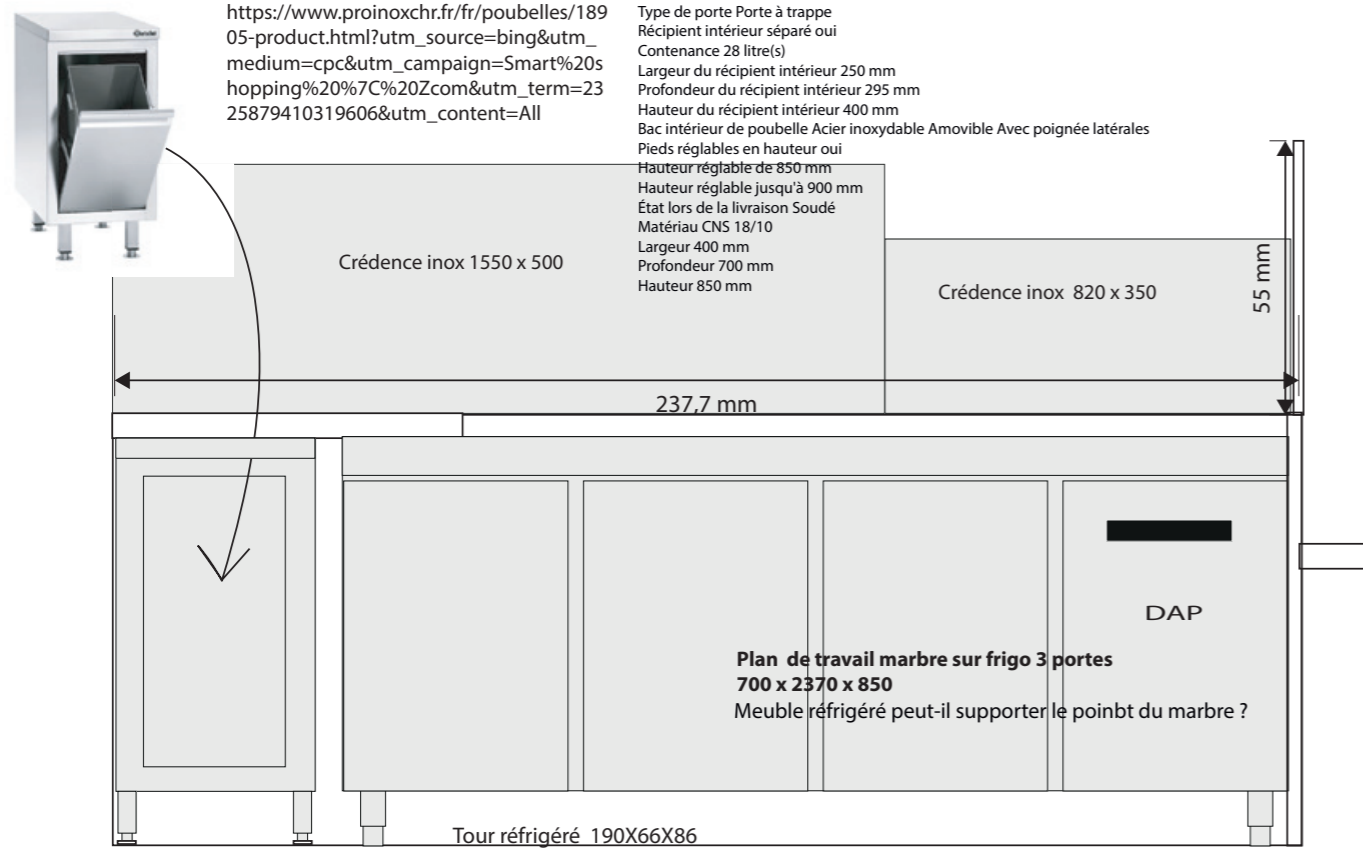 https://www.proinoxchr.fr/fr/poubelles/189
05-product.html?utm_source=bing&utm_
medium=cpc&utm_campaign=Smart%20s
hopping%20%7C%20Zcom&utm_term=23
25879410319606&utm_content=All
Type de porte Porte à trappe
Récipient intérieur séparé oui
Contenance 28 litre(s)
Largeur du récipient intérieur 250 mm
Profondeur du récipient intérieur 295 mm
Hauteur du récipient intérieur 400 mm
Bac intérieur de poubelle Acier inoxydable Amovible Avec poignée latérales
Pieds réglables en hauteur oui
Hauteur réglable de 850 mm
Hauteur réglable jusqu'à 900 mm
État lors de la livraison Soudé
Matériau CNS 18/10
Largeur 400 mm
Profondeur 700 mm
Hauteur 850 mm
Crédence inox 1550 x 500
Crédence inox 820 x 350
55 mm
237,7 mm
DAP
Plan de travail marbre sur frigo 3 portes
700 x 2370 x 850
Meuble réfrigéré peut-il supporter le poinbt du marbre ?
Tour réfrigéré 190X66X86